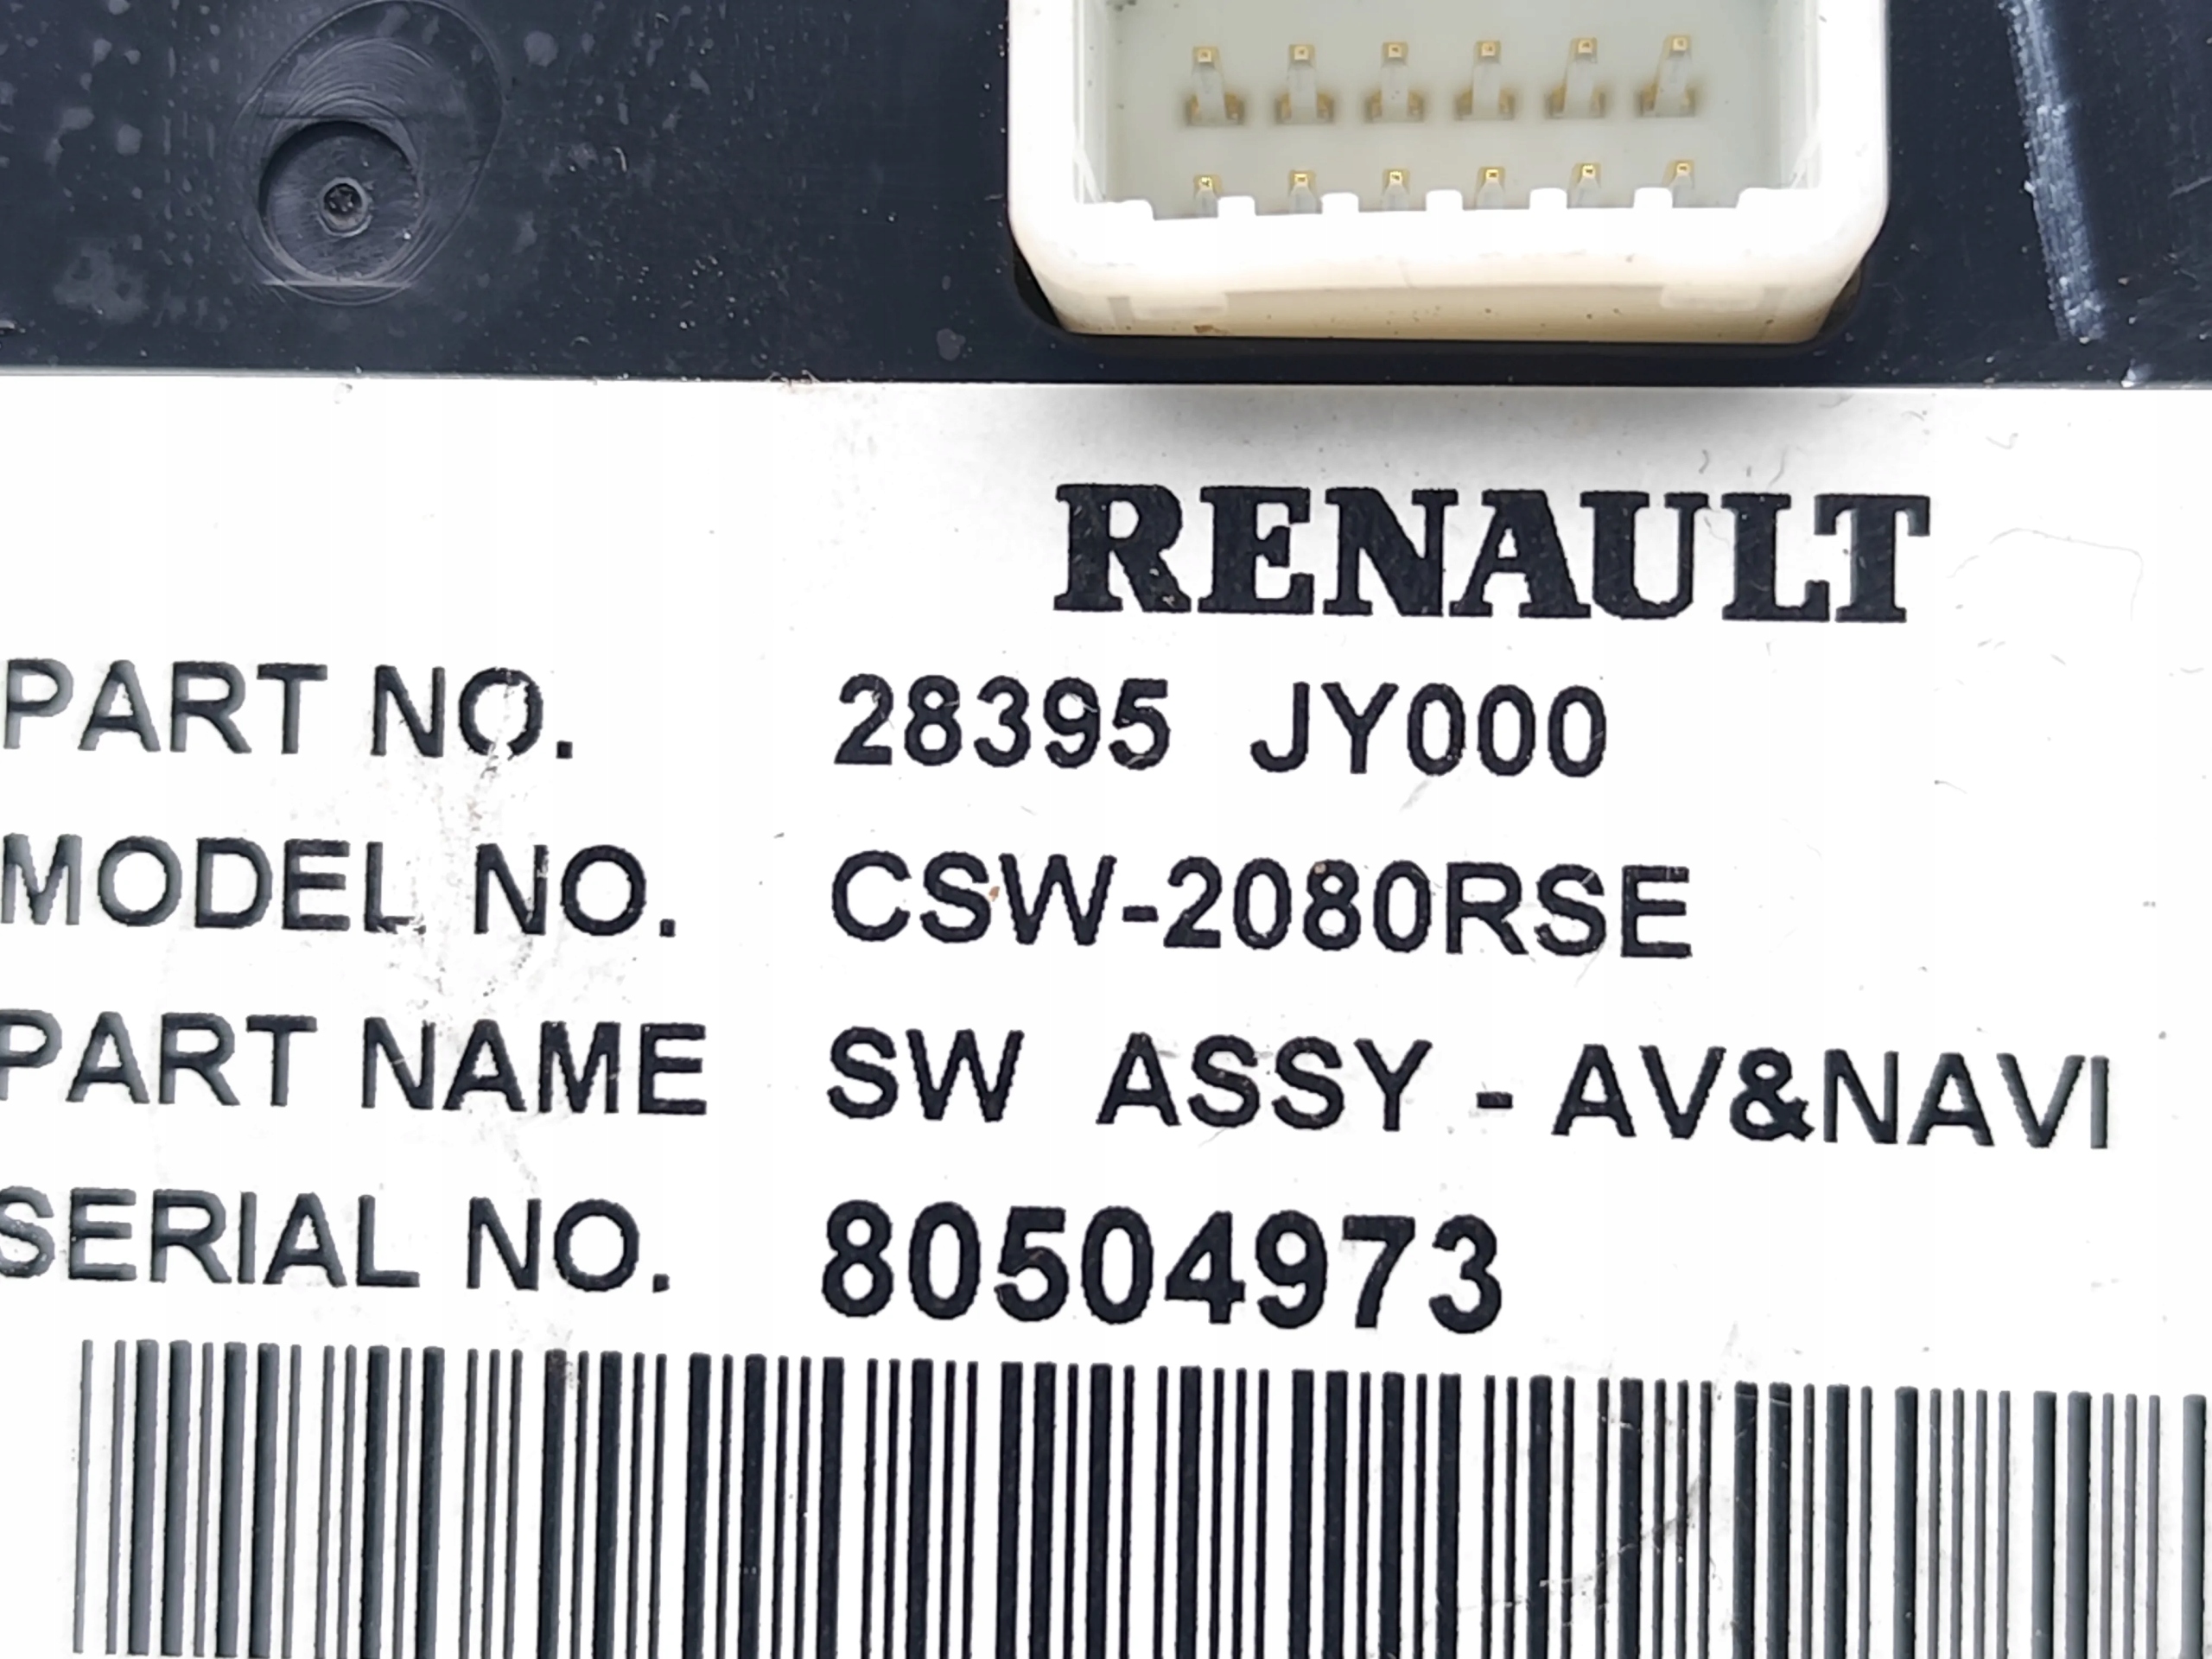 RENAULT
PART NO. 28395 JY000
MODEL NO. CSW-2080RSE
PART NAME SW ASSY - AV&NAVI
SERIAL NO. 80504973